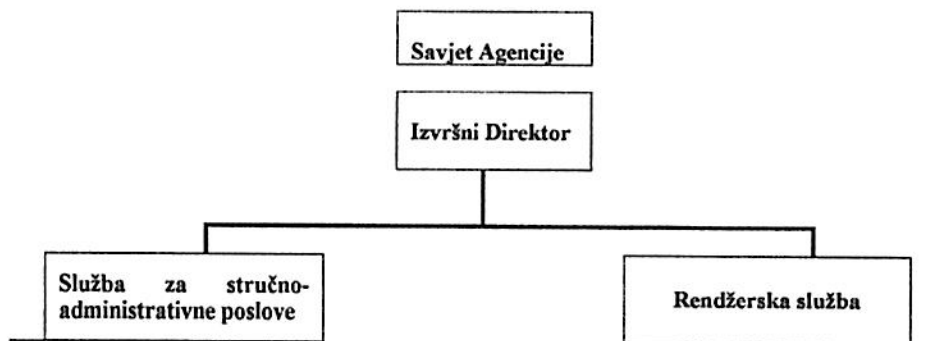 Savjet Agencije
Izvršni Direktor
Služba za stručno-
administrativne poslove
Rendžerska služba